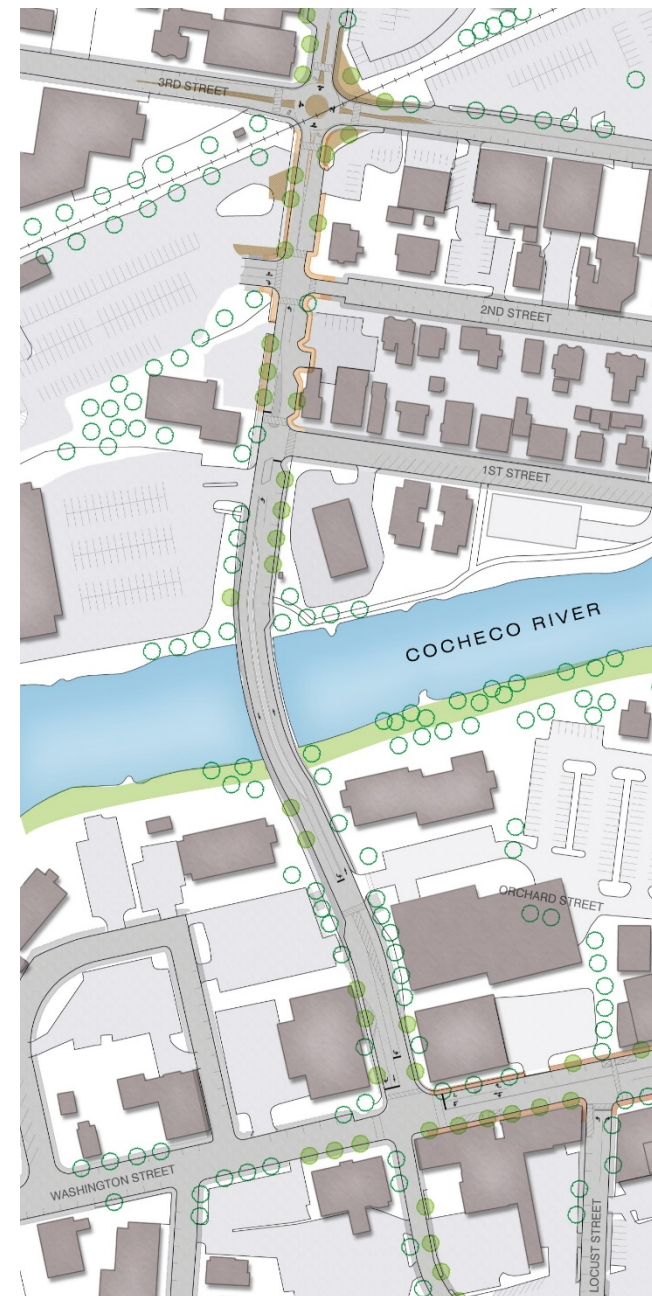 3RD STREET
2ND STREET
1ST STREET
COCHECO RIVER
ORCHARD STREET
WASHINGTON STREET
LOCUST STREET